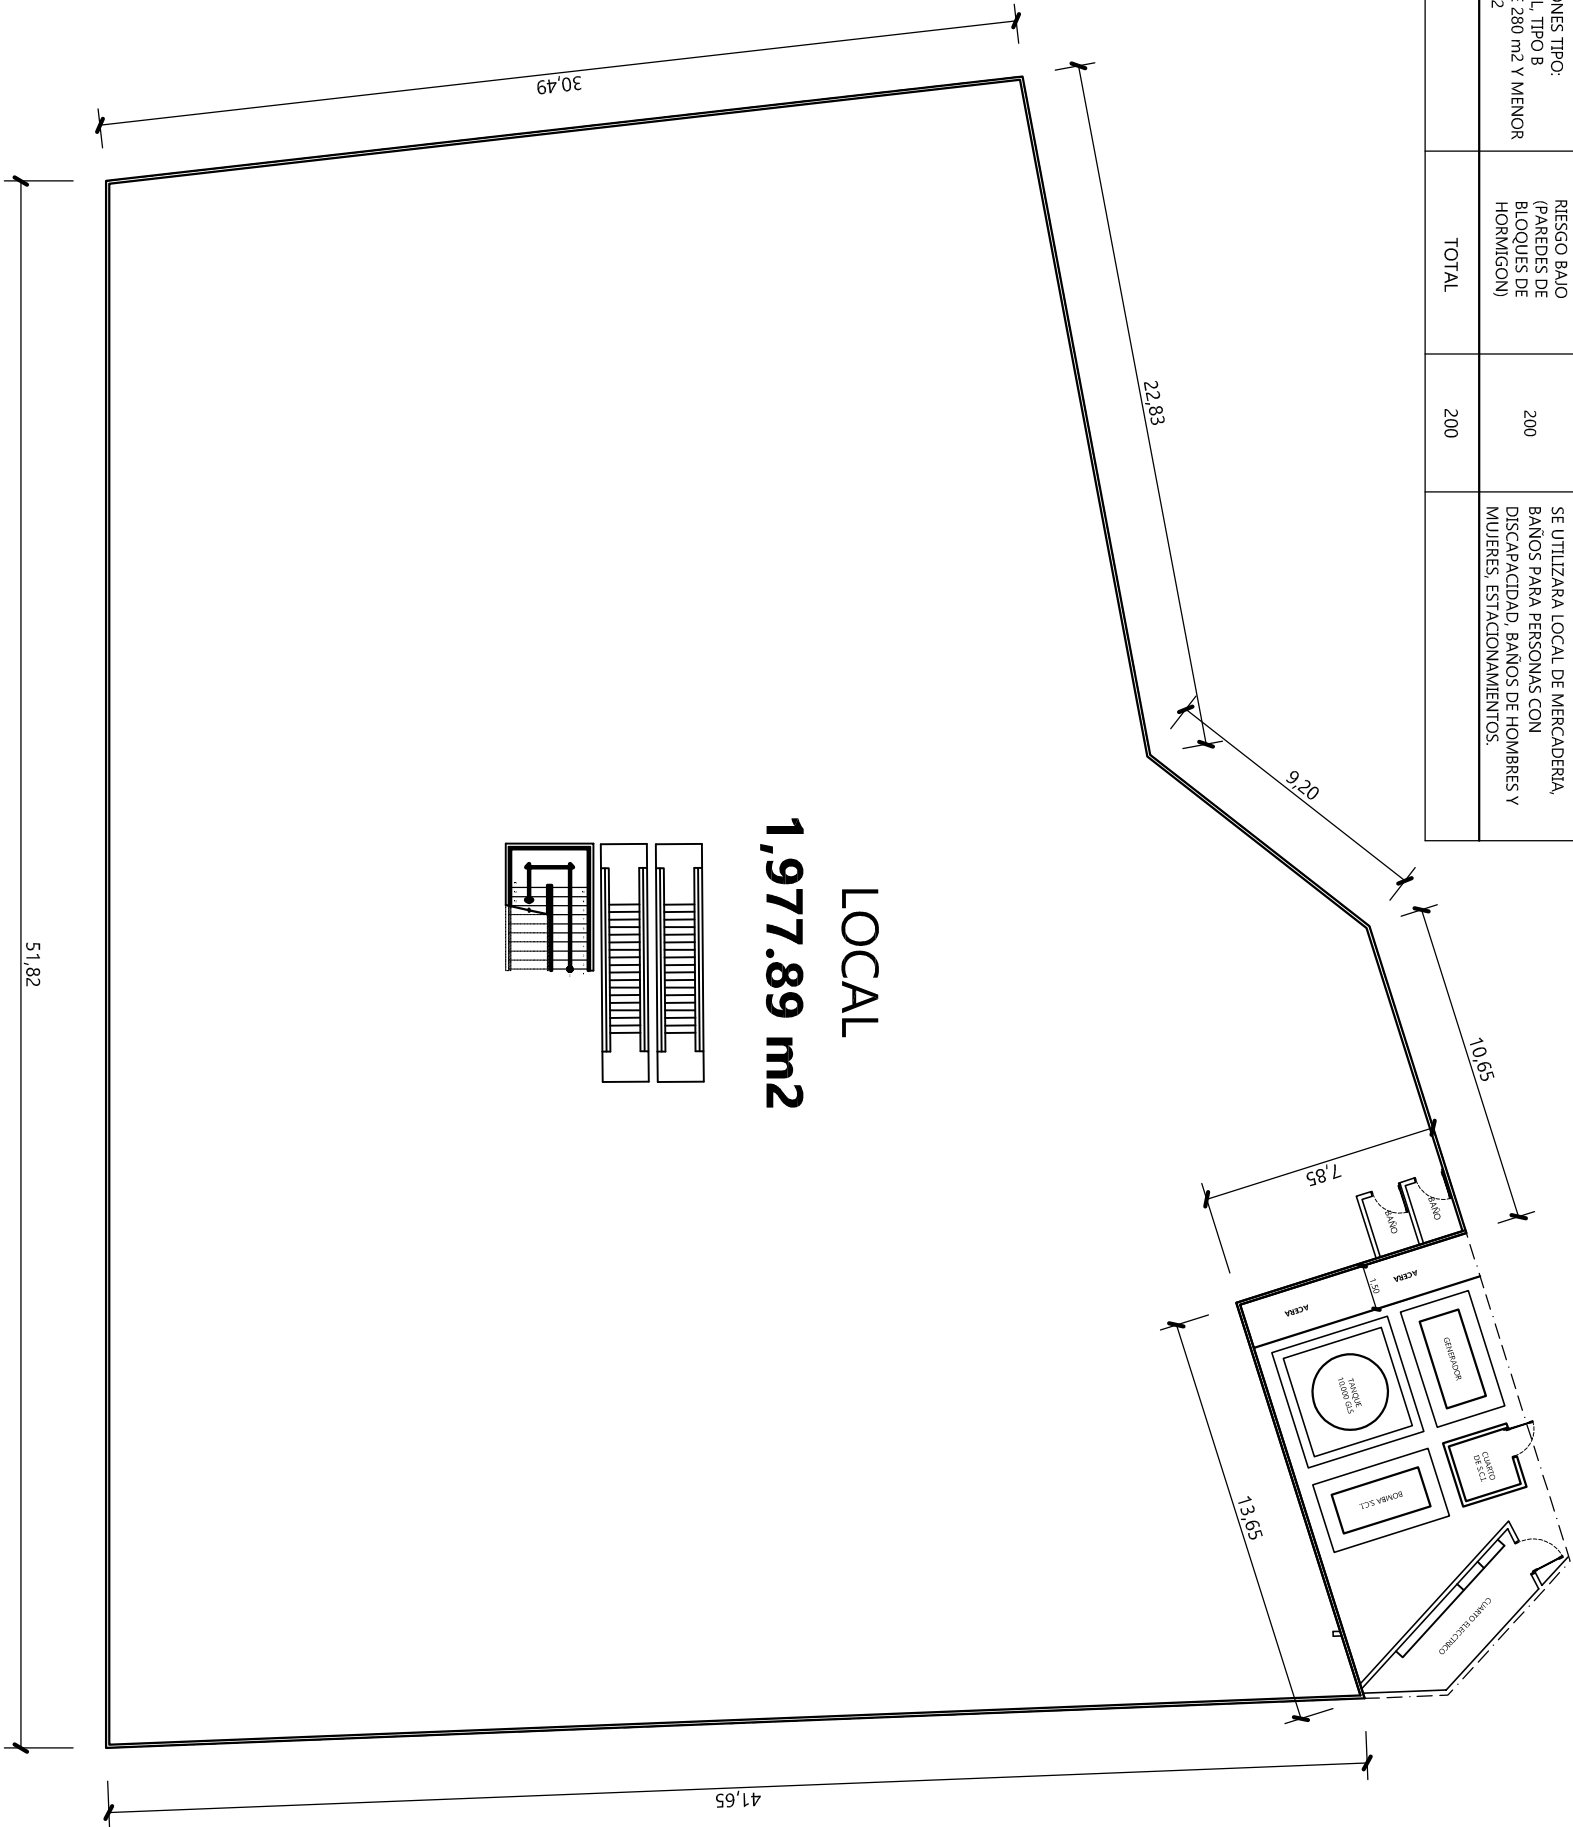 ONES TIPO:
L, TIPO B
E 280 m2 Y MENOR
2
RIESGO BAJO
(PAREDES DE
BLOQUES DE
HORMIGON)
200
SE UTILIZARA LOCAL DE MERCADERIA,
BAÑOS PARA PERSONAS CON
DISCAPACIDAD, BAÑOS DE HOMBRES Y
MUJERES, ESTACIONAMIENTOS.
TOTAL
200
30,49
22,83
9,20
10,65
7,85
BAÑO
BAÑO
ACERA
1,50
ACERA
GENERADOR
TANQUE
10,000 GLS
CUARTO
DE S.C.I.
BOMBA S.C.I.
CUARTO ELECTRICO
13,65
LOCAL
1,977.89 m2
51,82
41,65